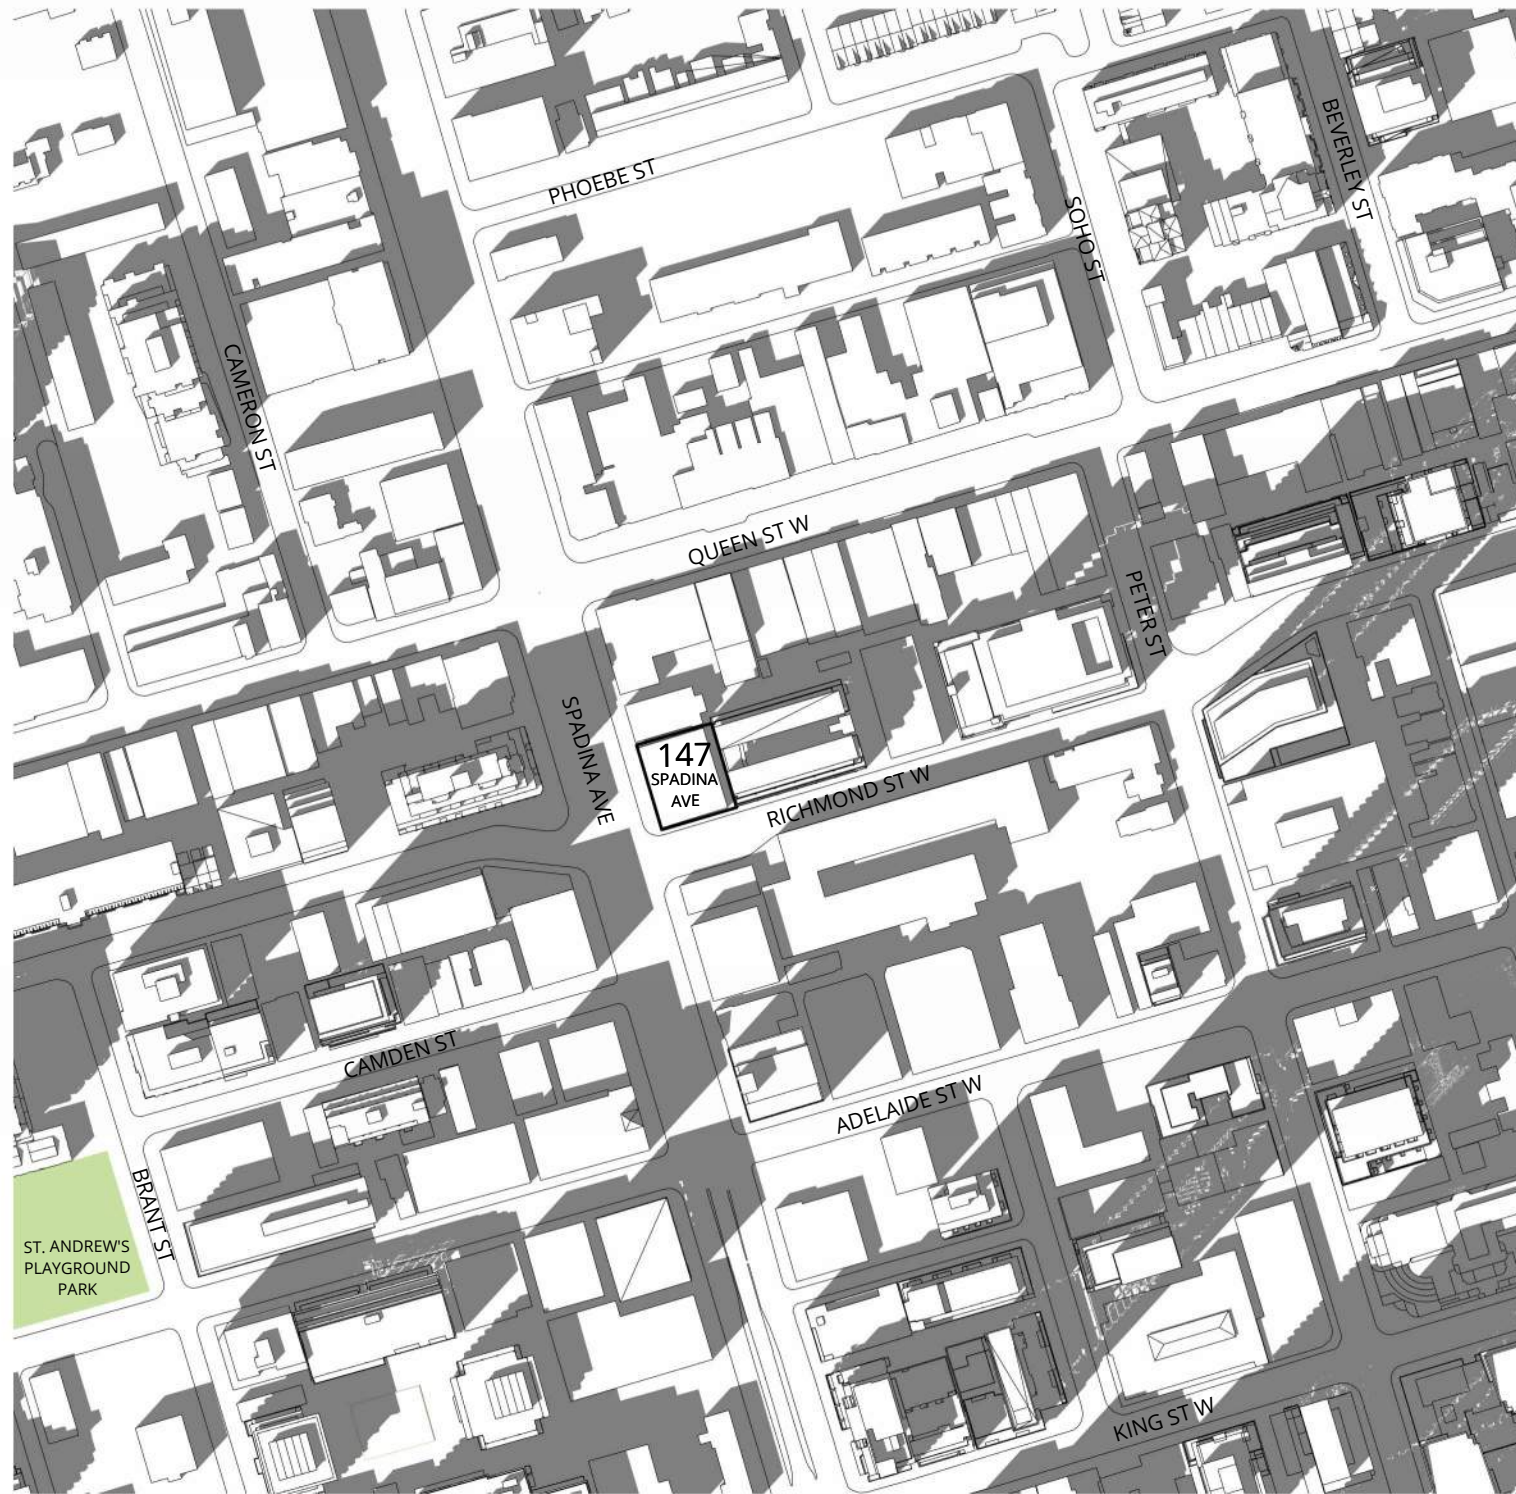 BEVERLEY ST
PHOEBE ST
SOHO ST
CAMERON ST
QUEEN ST W
PETER ST
SPADINA AVE
147
SPADINA
AVE
RICHMOND ST W
CAMDEN ST
ADELAIDE ST W
BRANT ST
ST. ANDREW'S
PLAYGROUND
PARK
KING ST W